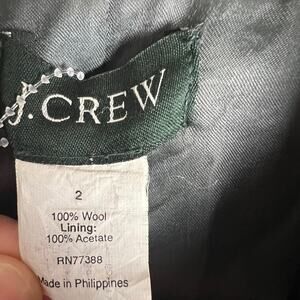 J.CREW
2
100% Wool
Lining:
100% Acetate
RN77388
Made in Philippines